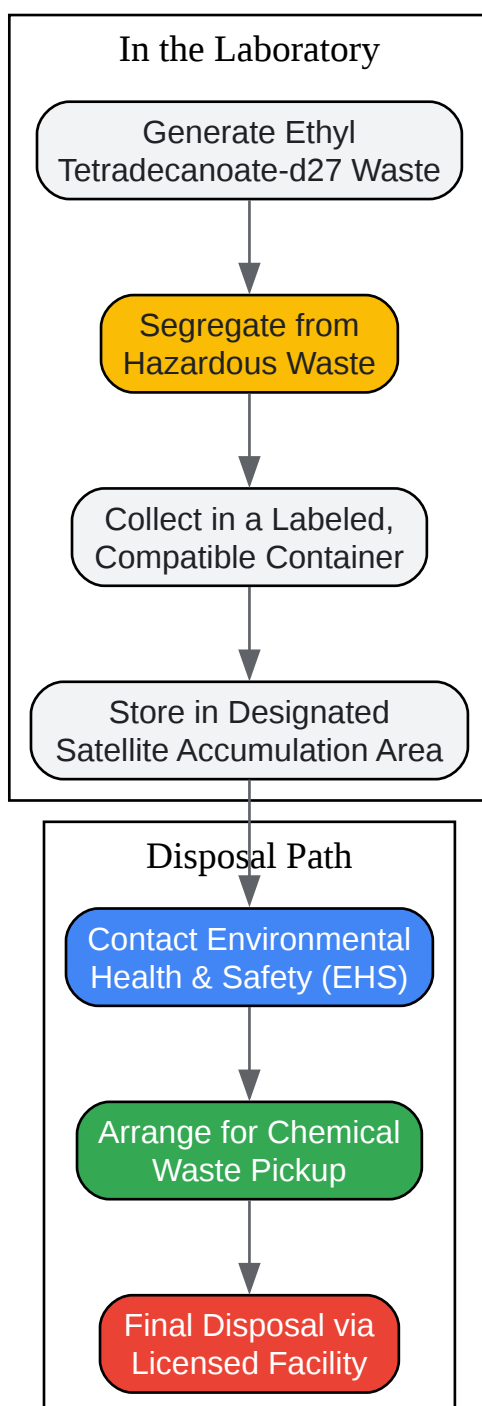 In the Laboratory
Generate Ethyl
Tetradecanoate-d27 Waste
Segregate from
Hazardous Waste
Collect in a Labeled,
Compatible Container
Store in Designated
Satellite Accumulation Area
Disposal Path
Contact Environmental
Health & Safety (EHS)
Arrange for Chemical
Waste Pickup
Final Disposal via
Licensed Facility